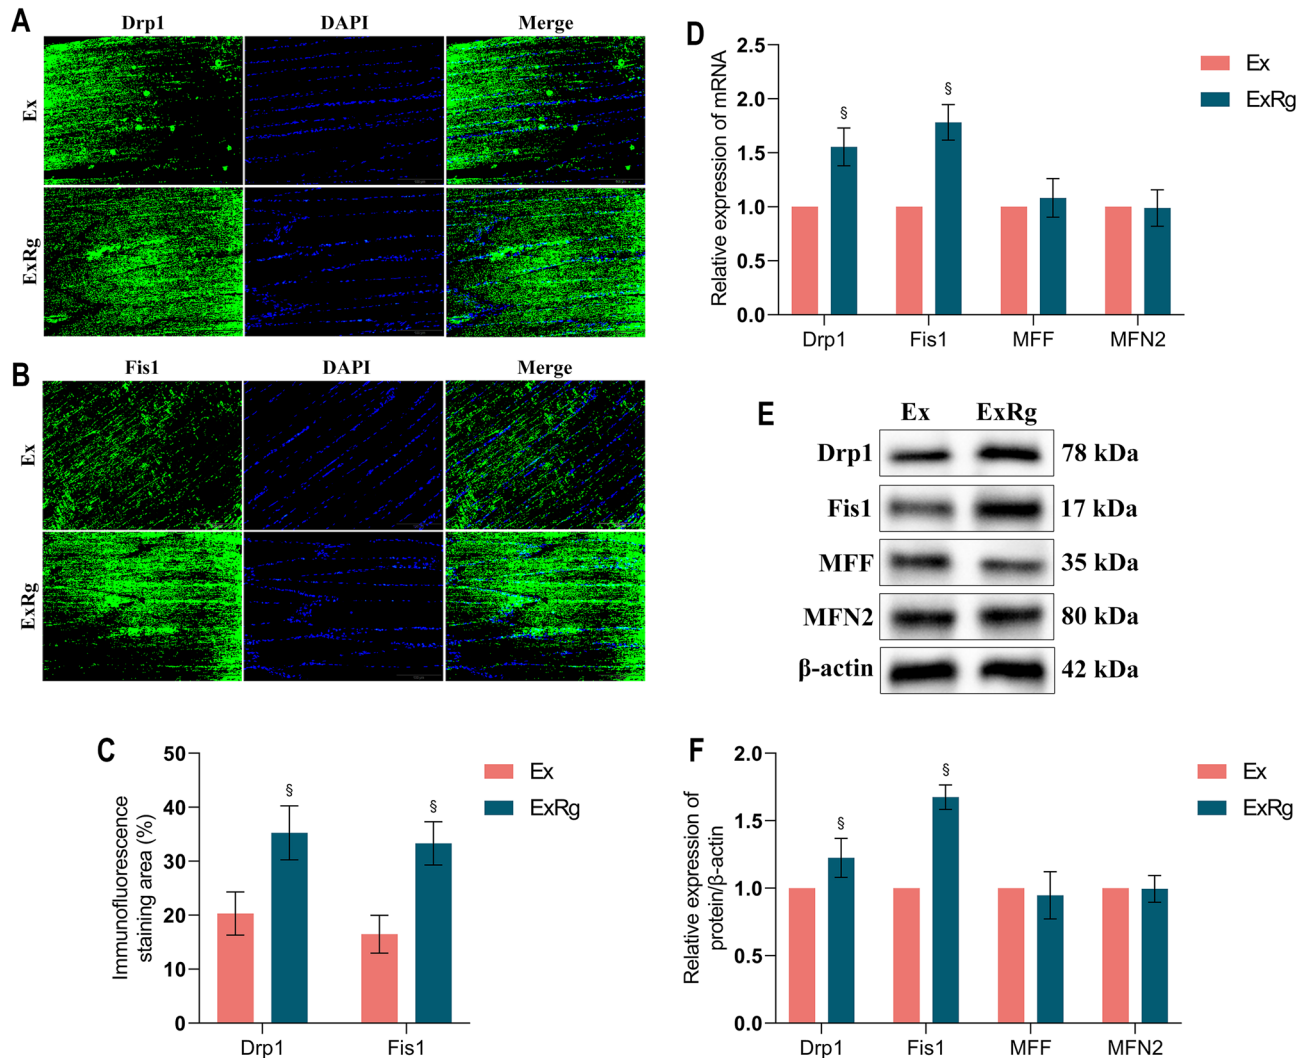 A
Drp1 DAPI Merge
Ex
ExRg
B
Fis1 DAPI Merge
Ex
ExRg
C
Immunofluorescence
staining area (%)
50
40
30
20
10
0
§ §
Drp1 Fis1
Ex
ExRg
D
Relative expression of mRNA
2.5
2.0
1.5
1.0
0.5
0.0
§ §
Drp1 Fis1 MFF MFN2
Ex
ExRg
E
Ex ExRg
Drp1 78 kDa
Fis1 17 kDa
MFF 35 kDa
MFN2 80 kDa
β-actin 42 kDa
F
Relative expression of
protein/β-actin
2.0
1.5
1.0
0.5
0.0
§ §
Drp1 Fis1 MFF MFN2
Ex
ExRg